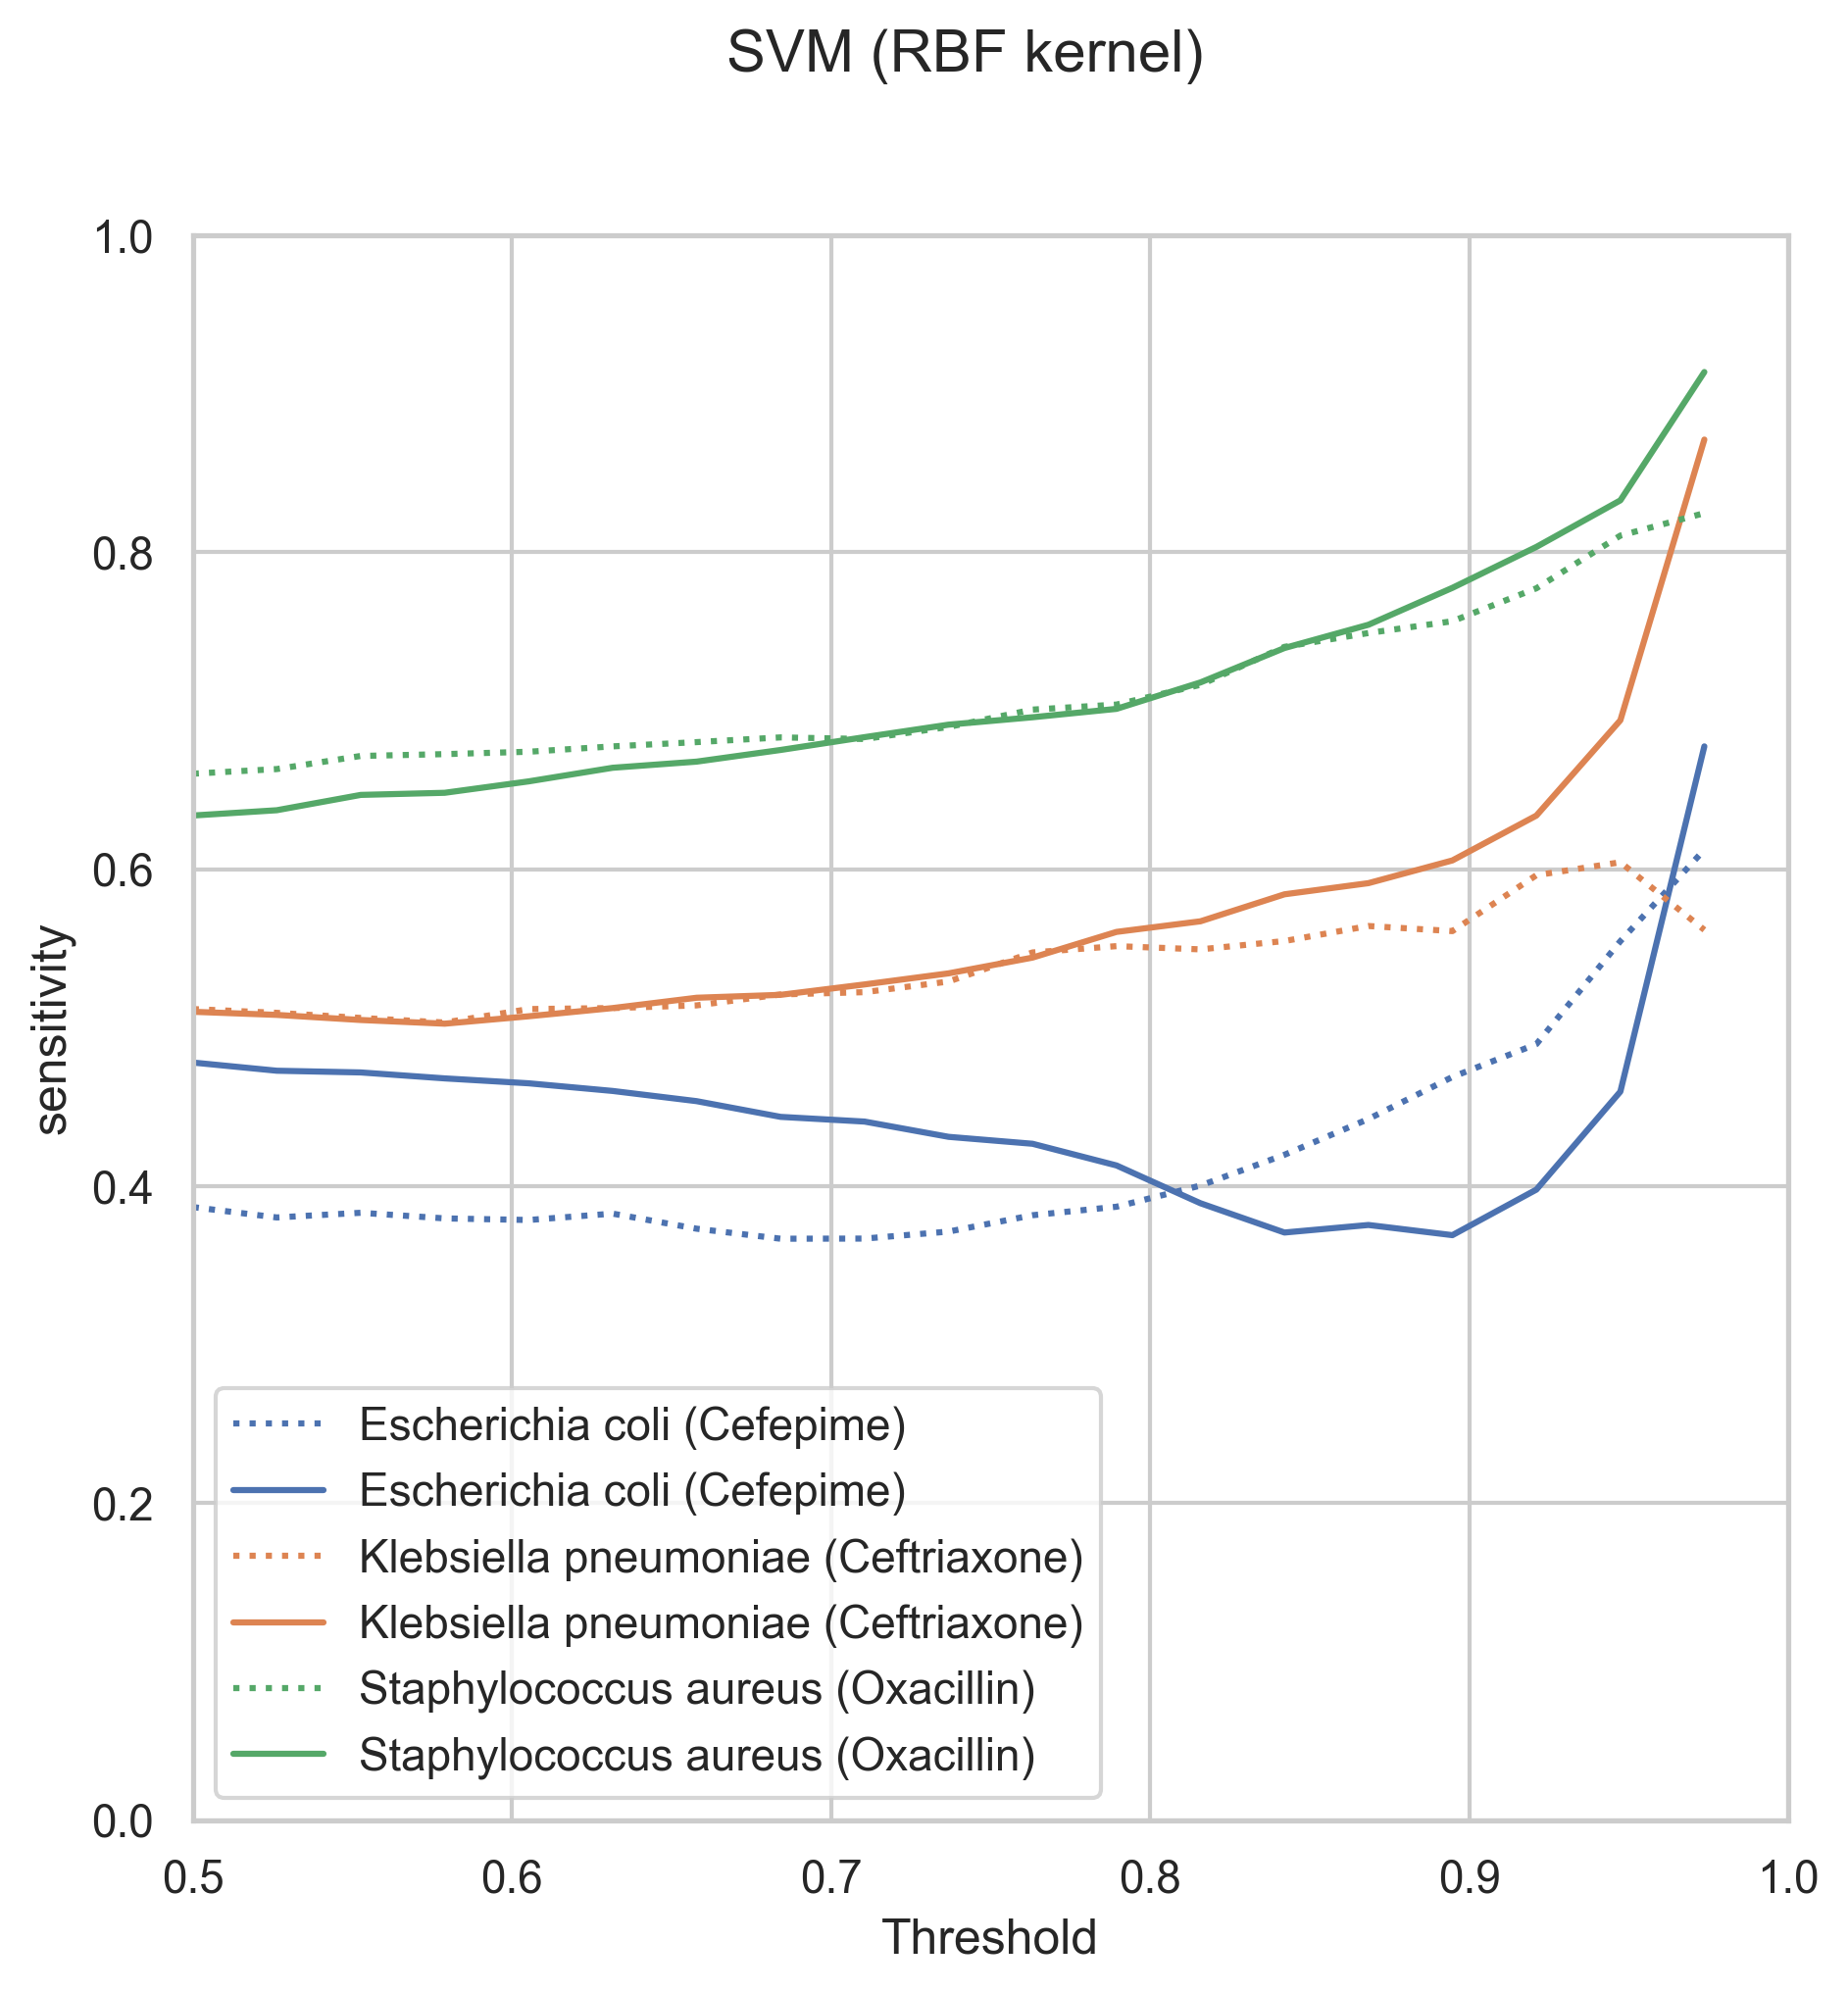 SVM (RBF kernel)
1.0
0.8
0.6
0.4
0.2
0.0
sensitivity
Escherichia coli (Cefepime)
Escherichia coli (Cefepime)
Klebsiella pneumoniae (Ceftriaxone)
Klebsiella pneumoniae (Ceftriaxone)
Staphylococcus aureus (Oxacillin)
Staphylococcus aureus (Oxacillin)
0.5 0.6 0.7 0.8 0.9 1.0
Threshold